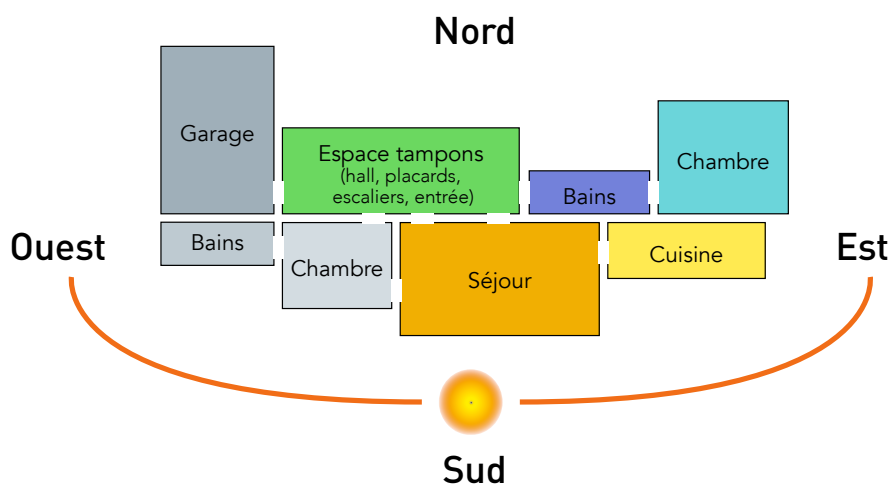 Nord
Garage
Espace tampons
(hall, placards,
escaliers, entrée)
Chambre
Bains
Ouest
Bains
Chambre
Séjour
Cuisine
Est
Sud